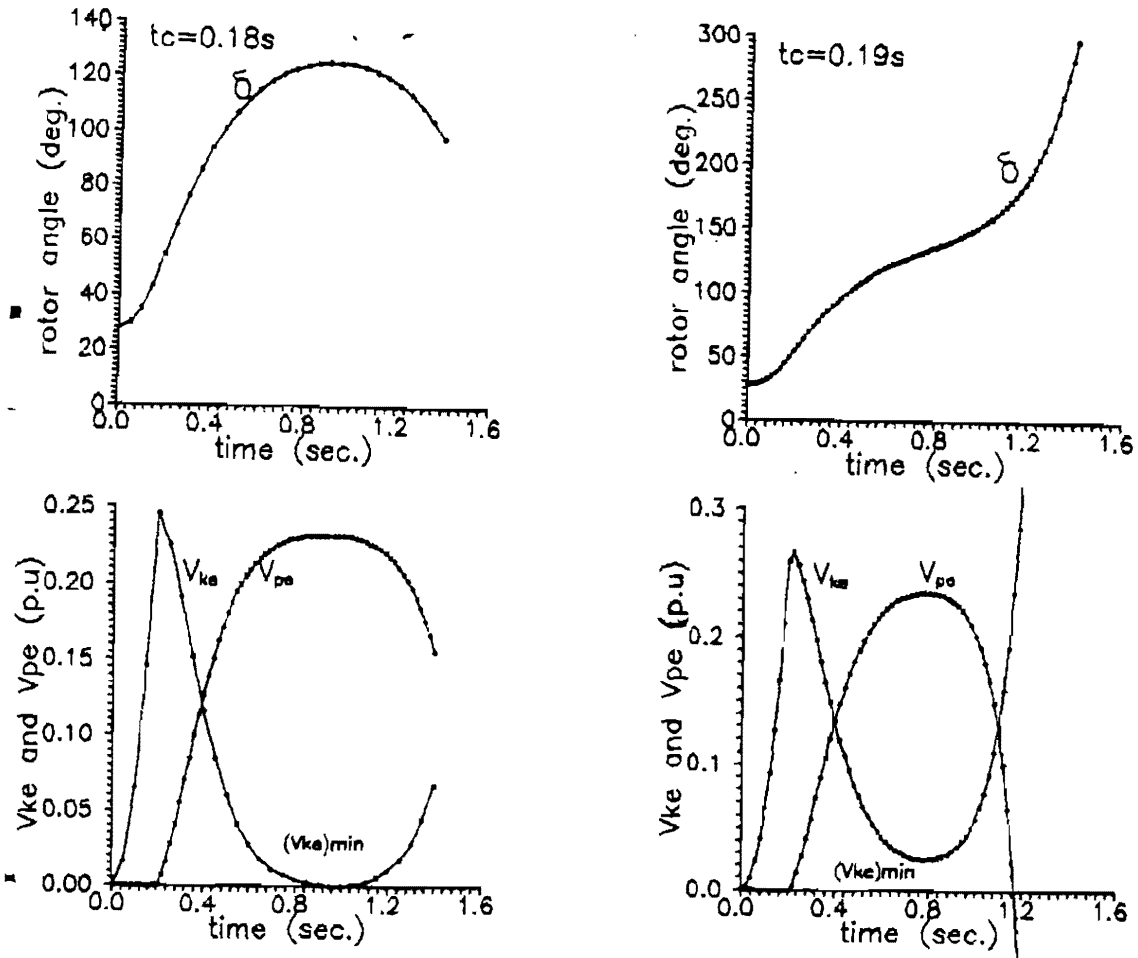 tc=0.18s
δ
rotor angle (deg.)
140
120
100
80
60
40
20
0
0.0 0.4 0.8 1.2 1.6
time (sec.)
tc=0.19s
δ
rotor angle (deg.)
300
250
200
150
100
50
0
0.0 0.4 0.8 1.2 1.6
time (sec.)
Vke and Vpe (p.u)
0.25
0.20
0.15
0.10
0.05
0.00
Vke
Vpe
(Vke)min
0.0 0.4 0.8 1.2 1.6
time (sec.)
Vke and Vpe (p.u)
0.3
0.2
0.1
0.0
Vke
Vpe
(Vke)min
0.0 0.4 0.8 1.2 1.6
time (sec.)